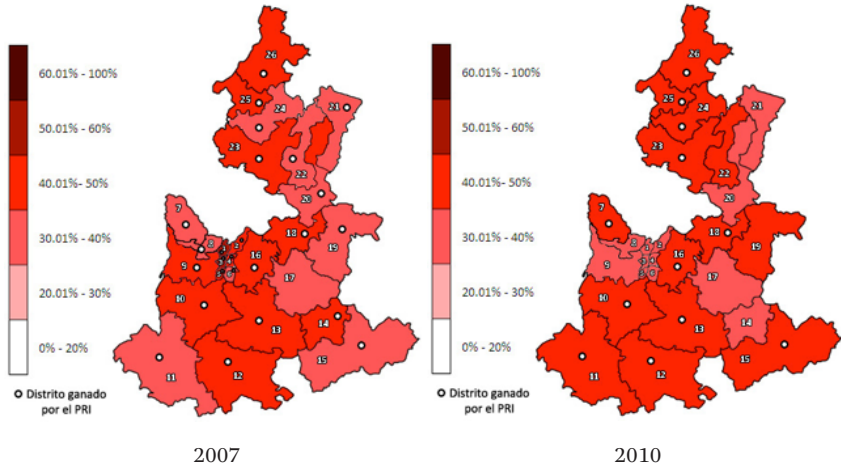 60.01% - 100%
50.01% - 60%
40.01% - 50%
30.01% - 40%
20.01% - 30%
0% - 20%
Distrito ganado
por el PRI
26
25
24
21
23
22
20
7
18
19
9
16
17
10
13
14
15
11
12
2007
60.01% - 100%
50.01% - 60%
40.01% - 50%
30.01% - 40%
20.01% - 30%
0% - 20%
Distrito ganado
por el PRI
26
25
24
21
23
22
20
7
18
19
9
16
17
10
13
14
15
11
12
2010